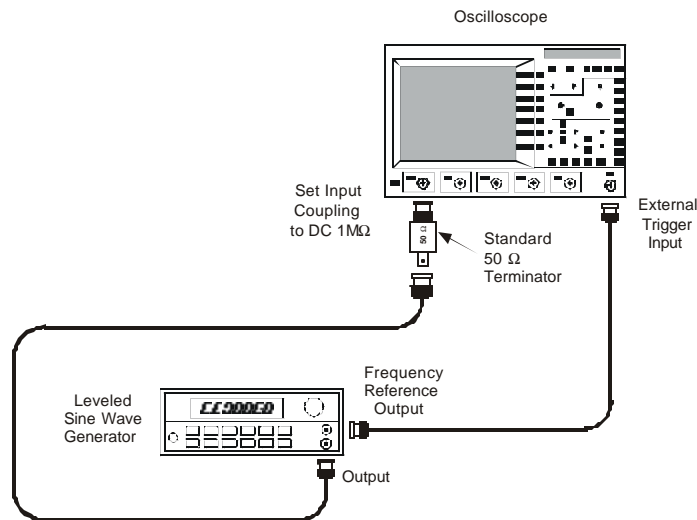 Oscilloscope
Set Input
Coupling
to DC 1MΩ
50 Ω
Standard
50 Ω
Terminator
External
Trigger
Input
Leveled
Sine Wave
Generator
Frequency
Reference
Output
Output